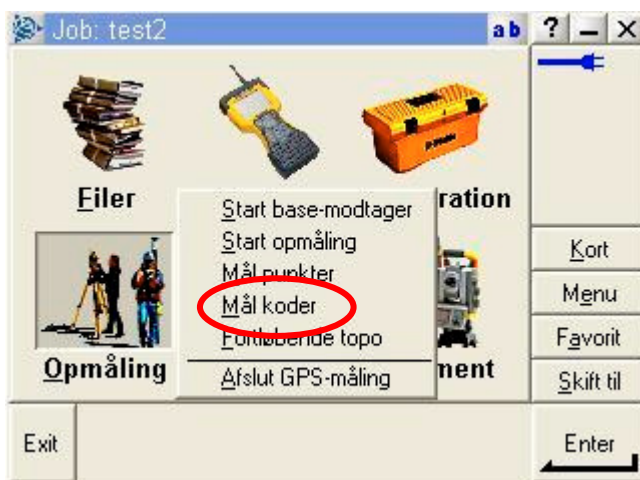 Job: test2
ab
?
Filer
ration
Start base-modtager
Start opmåling
Mål punkter
Mål koder
Fortløbende topo
Afslut GPS-måling
Opmåling
ment
Kort
Menu
Favorit
Skift til
Exit
Enter